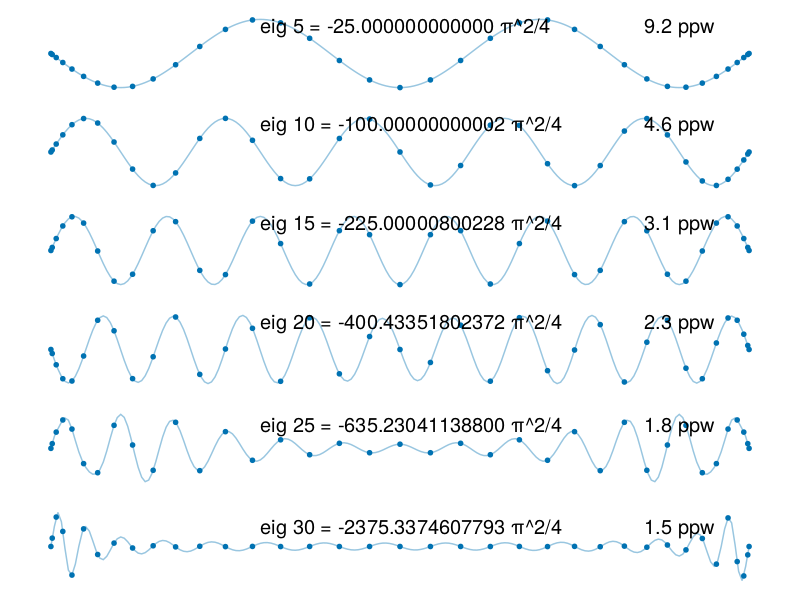 eig 5 = -25.000000000000 π^2/4 9.2 ppw
eig 10 = -100.00000000002 π^2/4 4.6 ppw
eig 15 = -225.00000800228 π^2/4 3.1 ppw
eig 20 = -400.43351802372 π^2/4 2.3 ppw
eig 25 = -635.23041138800 π^2/4 1.8 ppw
eig 30 = -2375.3374607793 π^2/4 1.5 ppw